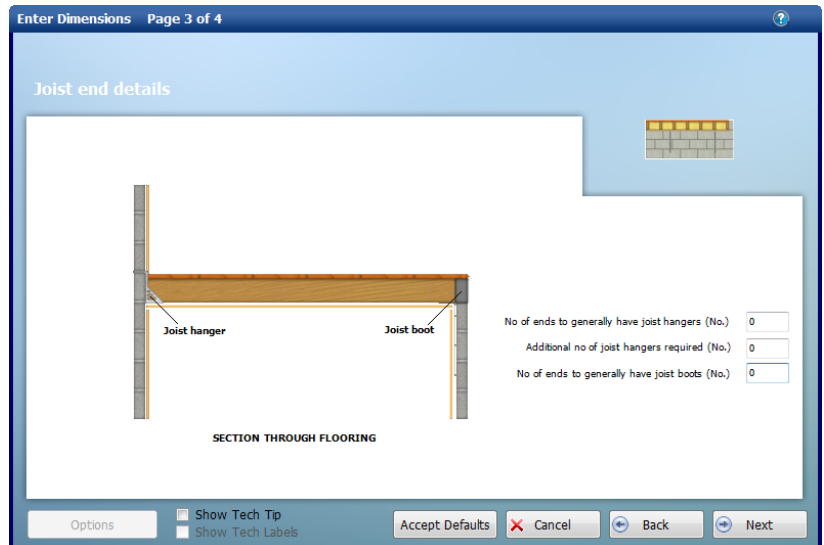 Enter Dimensions Page 3 of 4
?
Joist end details
Joist hanger
Joist boot
SECTION THROUGH FLOORING
No of ends to generally have joist hangers (No.) 0
Additional no of joist hangers required (No.) 0
No of ends to generally have joist boots (No.) 0
Options
Show Tech Tip
Show Tech Labels
Accept Defaults
Cancel
Back
Next